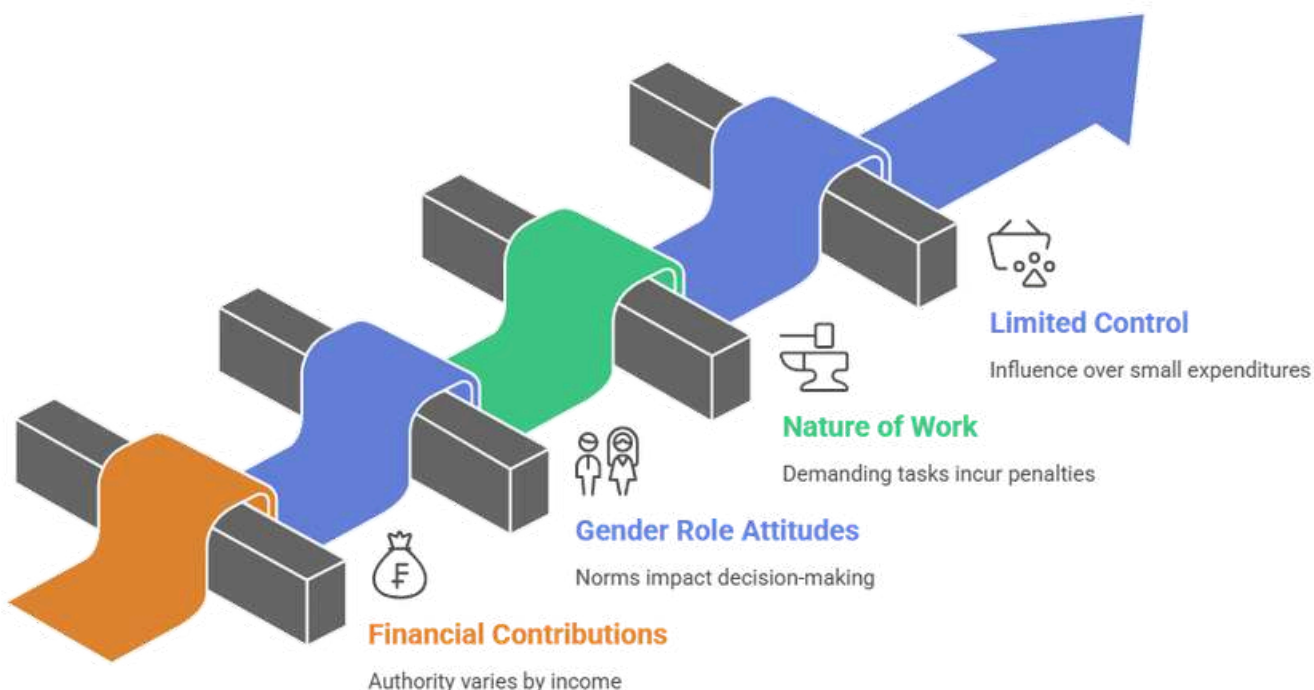 Limited Control
Influence over small expenditures
Nature of Work
Demanding tasks incur penalties
Gender Role Attitudes
Norms impact decision-making
Financial Contributions
Authority varies by income